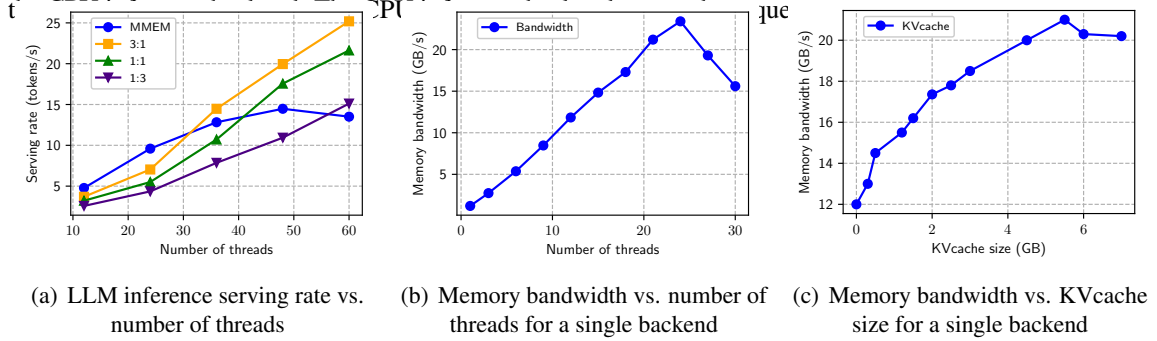 MMEM
3:1
1:1
1:3
Serving rate (tokens/s)
25
20
15
10
5
10 20 30 40 50 60
Number of threads
(a) LLM inference serving rate vs.
number of threads
Bandwidth
Memory bandwidth (GB/s)
20
15
10
5
0 10 20 30
Number of threads
(b) Memory bandwidth vs. number of
threads for a single backend
KVcache
Memory bandwidth (GB/s)
20
18
16
14
12
0 2 4 6
KVcache size (GB)
(c) Memory bandwidth vs. KVcache
size for a single backend